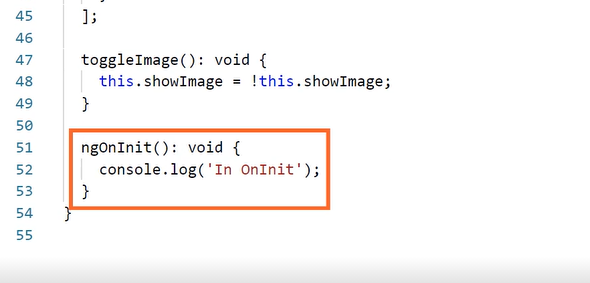 45 ];
46
47 toggleImage(): void {
48 this.showImage = !this.showImage;
49 }
50
51 ngOnInit(): void {
52 console.log('In OnInit');
53 }
54 }
55